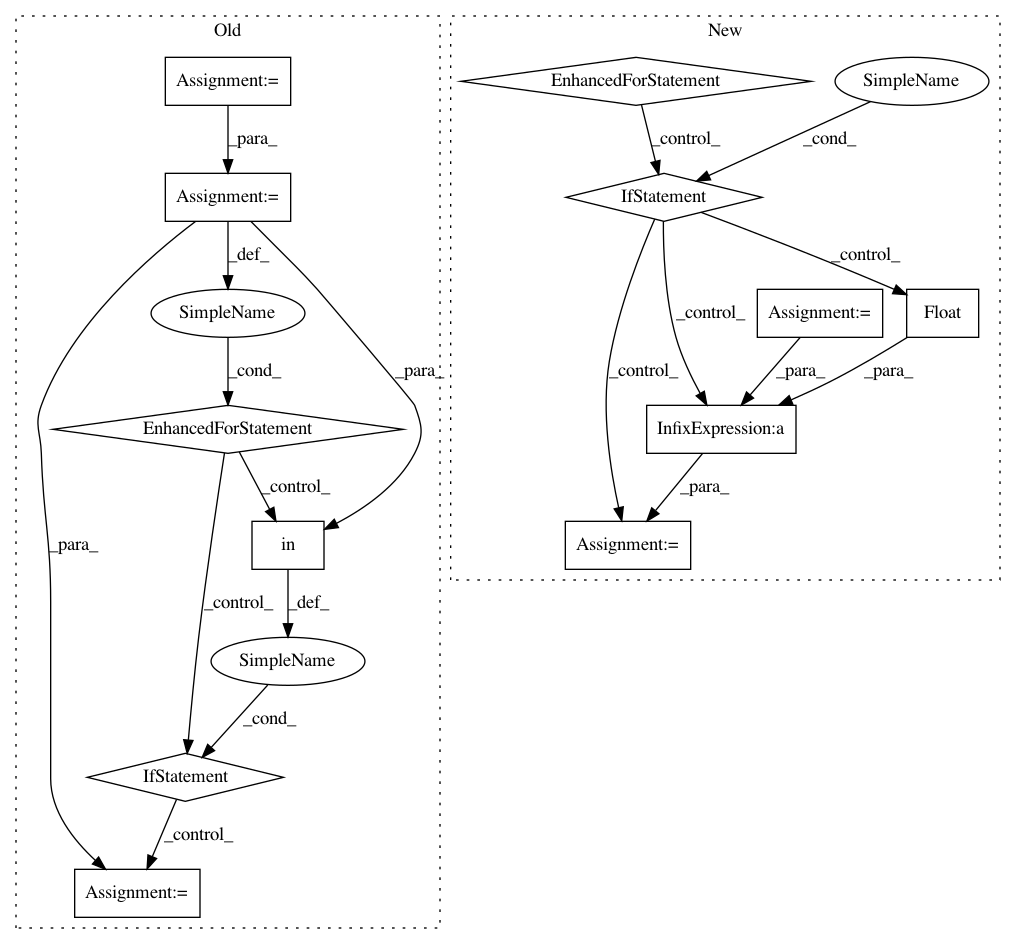 Old
New
Assignment:=
EnhancedForStatement
SimpleName
_para_
_control_
_cond_
Assignment:=
IfStatement
_def_
_control_
SimpleName
_control_
Assignment:=
Float
_cond_
_para_
_control_
_para_
_para_
EnhancedForStatement
InfixExpression:a
_control_
_para_
_para_
in
Assignment:=
_control_
_def_
SimpleName
_cond_
IfStatement
_control_
Assignment:=